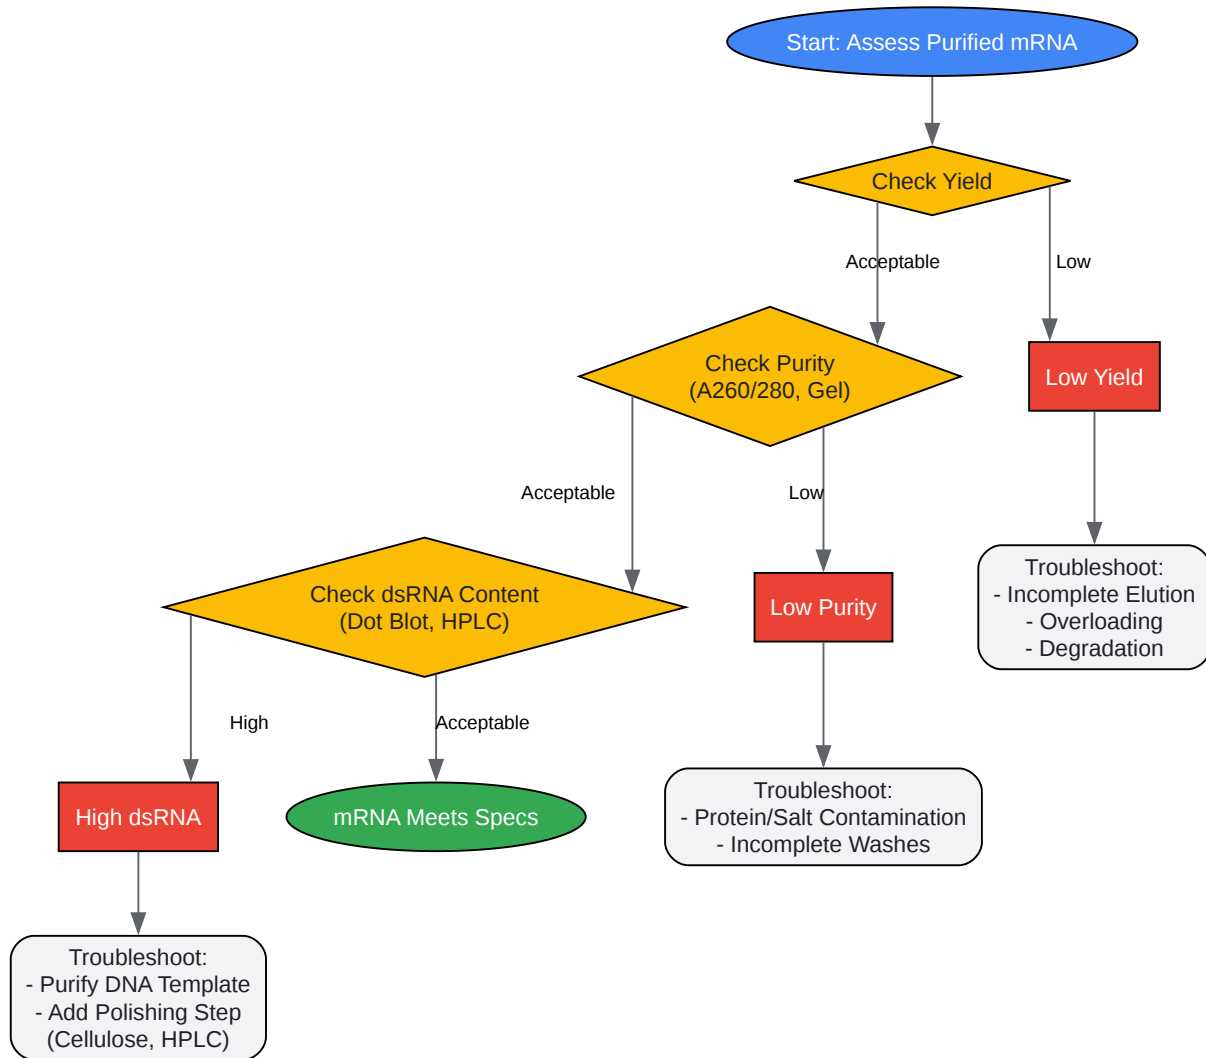 Start: Assess Purified mRNA
Check Yield
Acceptable
Low
Check Purity
(A260/280, Gel)
Low Yield
Acceptable
Low
Troubleshoot:
- Incomplete Elution
- Overloading
- Degradation
Check dsRNA Content
(Dot Blot, HPLC)
Low Purity
High
Acceptable
High dsRNA
mRNA Meets Specs
Troubleshoot:
- Protein/Salt Contamination
- Incomplete Washes
Troubleshoot:
- Purify DNA Template
- Add Polishing Step
(Cellulose, HPLC)